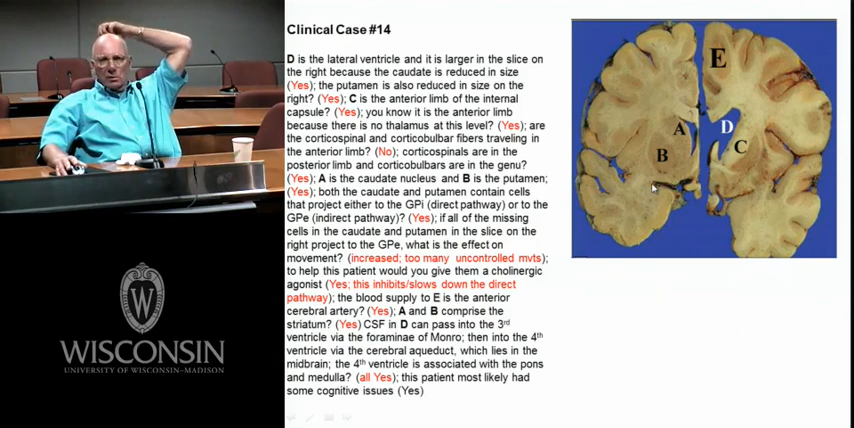 Clinical Case #14
D is the lateral ventricle and it is larger in the slice on
the right because the caudate is reduced in size
(Yes); the putamen is also reduced in size on the
right? (Yes); C is the anterior limb of the internal
capsule? (Yes); you know it is the anterior limb
because there is no thalamus at this level? (Yes); are
the corticospinal and corticobulbar fibers traveling in
the anterior limb? (No); corticospinals are in the
posterior limb and corticobulbars are in the genu?
(Yes); A is the caudate nucleus and B is the putamen;
(Yes); both the caudate and putamen contain cells
that project either to the GPi (direct pathway) or to the
GPe (indirect pathway)? (Yes); if all of the missing
cells in the caudate and putamen in the slice on the
right project to the GPe, what is the effect on
movement? (increased; too many uncontrolled mvts);
to help this patient would you give them a cholinergic
agonist (Yes; this inhibits/slows down the direct
pathway); the blood supply to E is the anterior
cerebral artery? (Yes); A and B comprise the
striatum? (Yes) CSF in D can pass into the 3rd
ventricle via the foraminae of Monro; then into the 4th
ventricle via the cerebral aqueduct, which lies in the
midbrain; the 4th ventricle is associated with the pons
and medulla? (all Yes); this patient most likely had
some cognitive issues (Yes)
E
A
D
B
C
W
WISCONSIN
UNIVERSITY OF WISCONSIN–MADISON